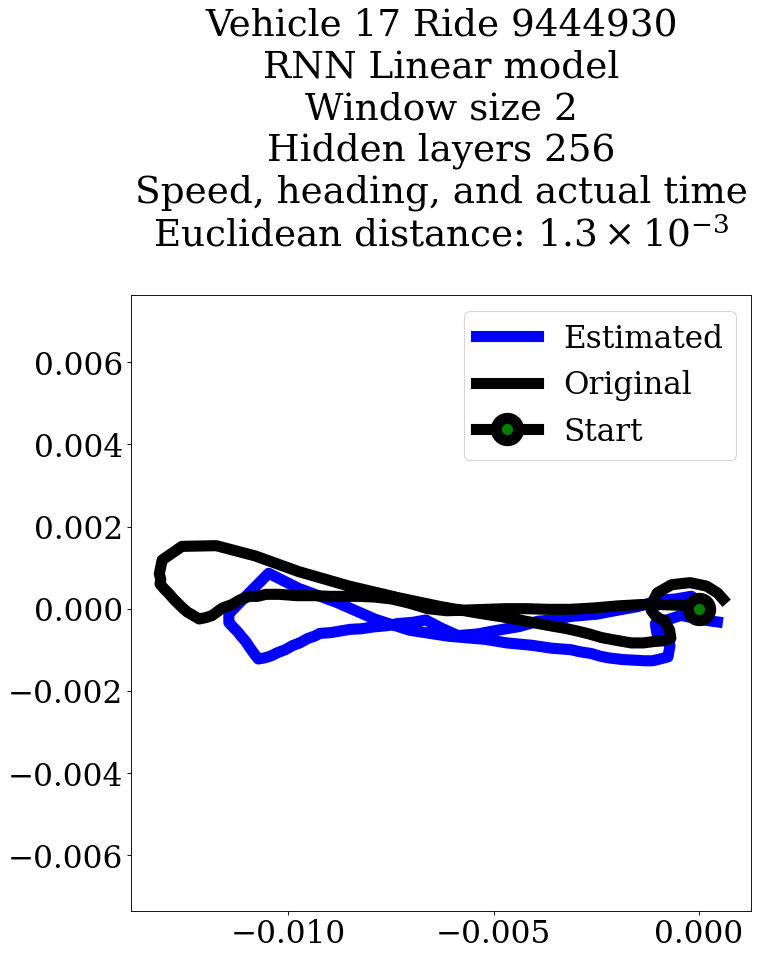 Vehicle 17 Ride 9444930
RNN Linear model
Window size 2
Hidden layers 256
Speed, heading, and actual time
Euclidean distance: 1.3 × 10⁻³
Estimated
Original
Start
0.006
0.004
0.002
0.000
−0.002
−0.004
−0.006
−0.010
−0.005
0.000